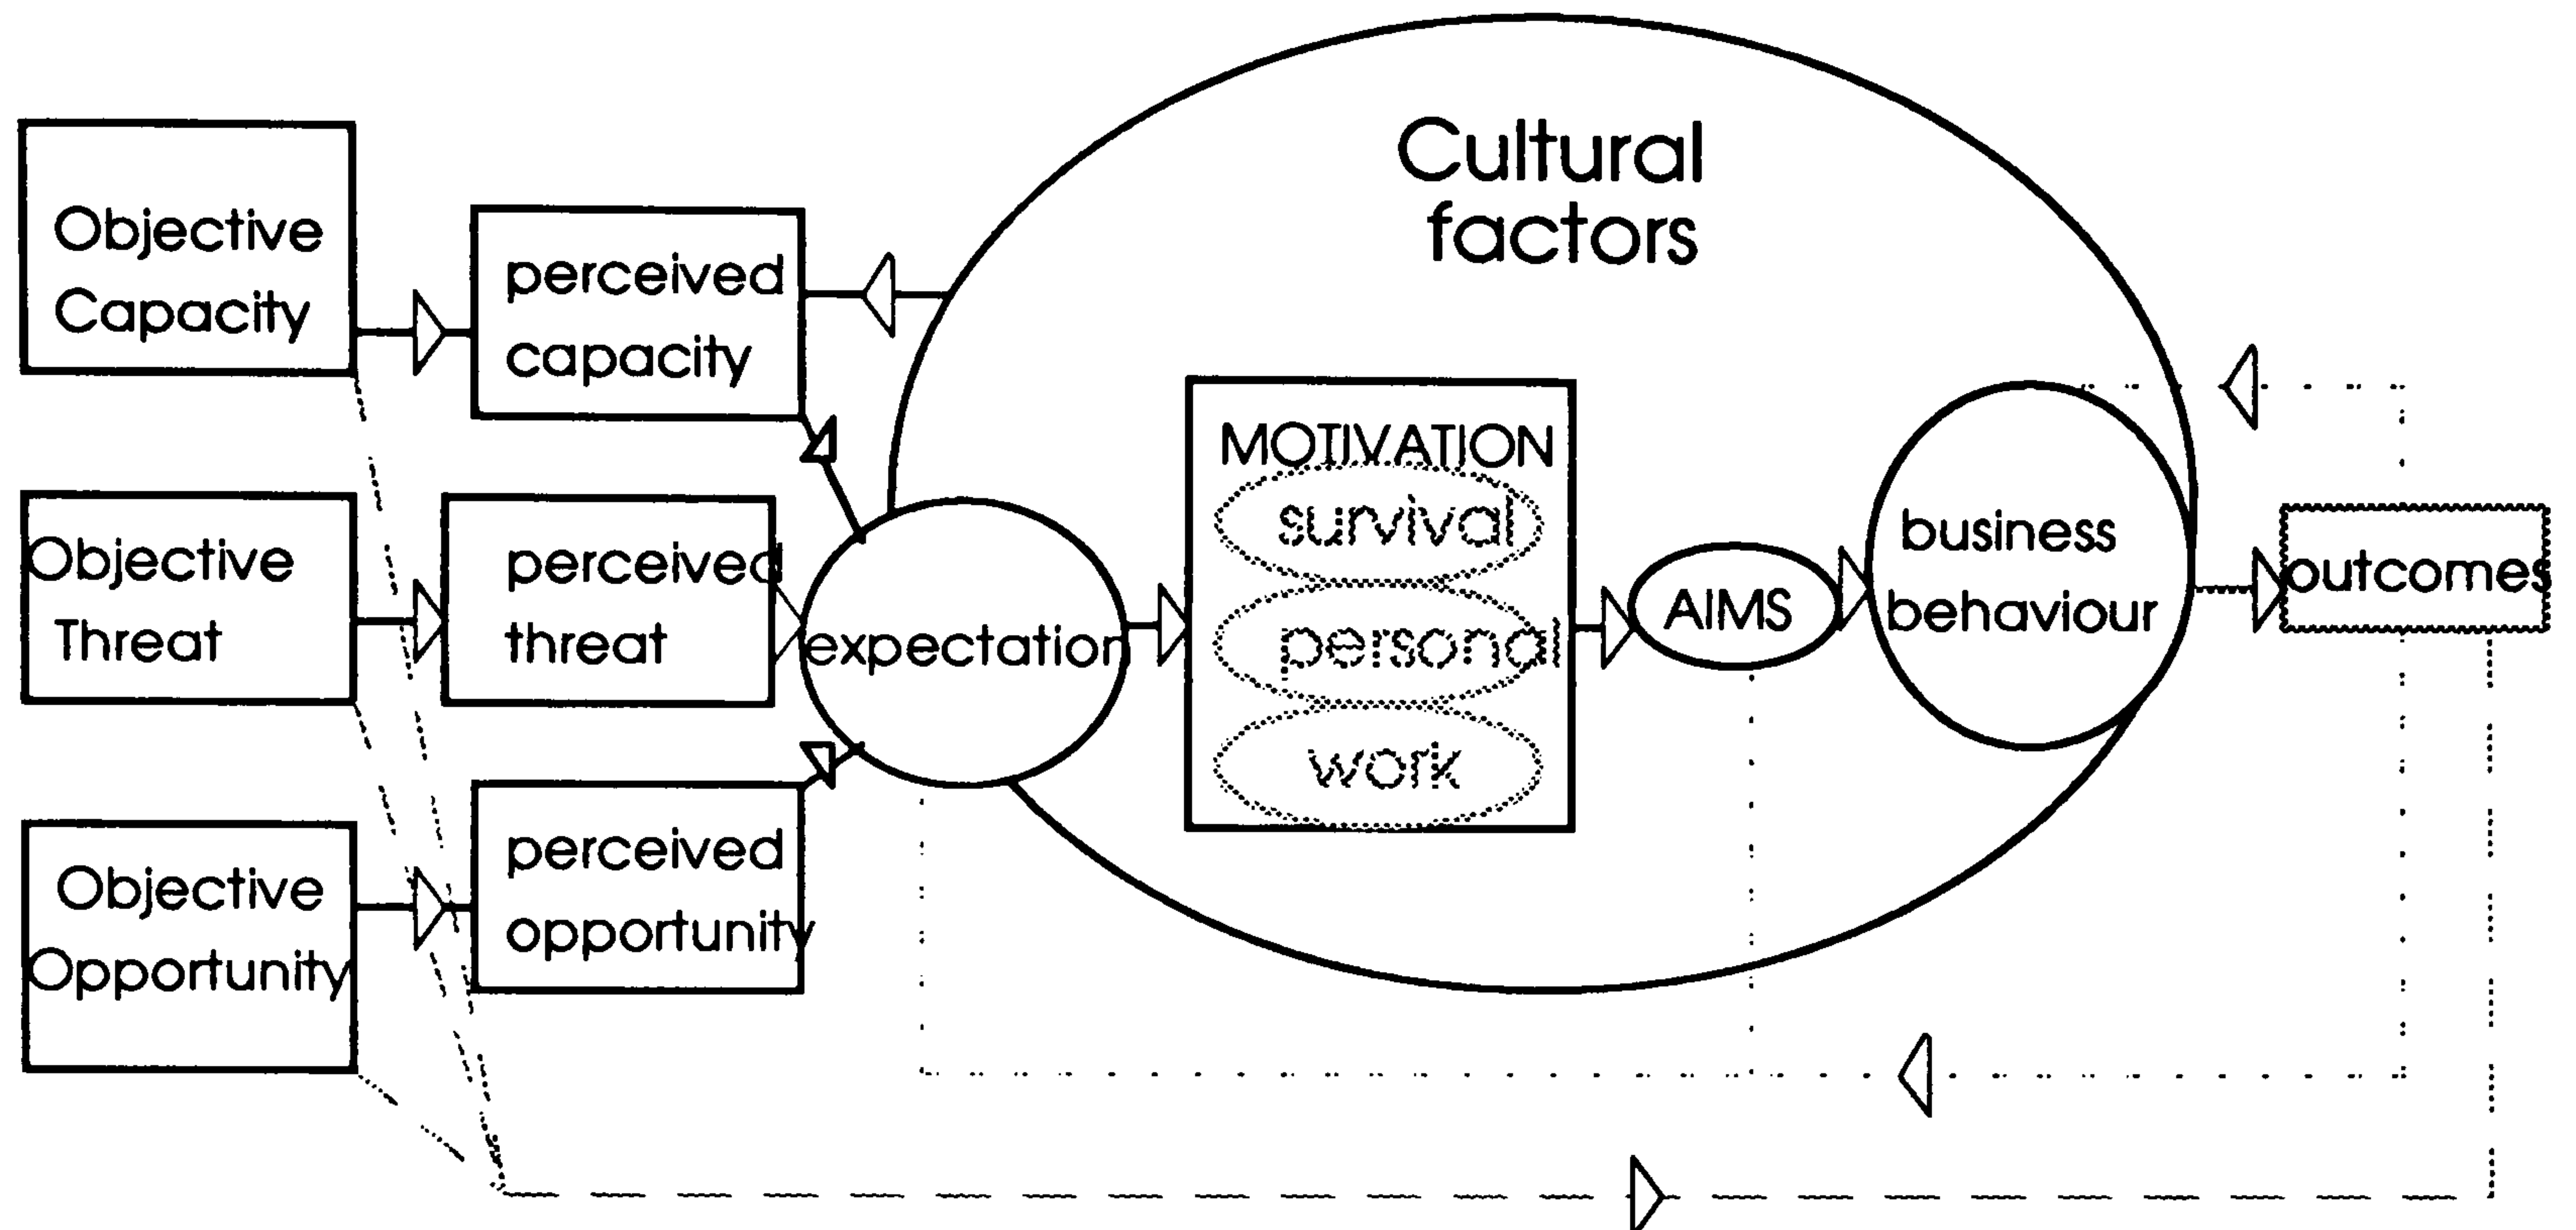 Cultural
factors
Objective
Capacity
perceived
capacity
Objective
Threat
perceived
threat
Objective
Opportunity
perceived
opportunity
expectation
MOTIVATION
survival
personal
work
AIMS
business
behaviour
outcomes